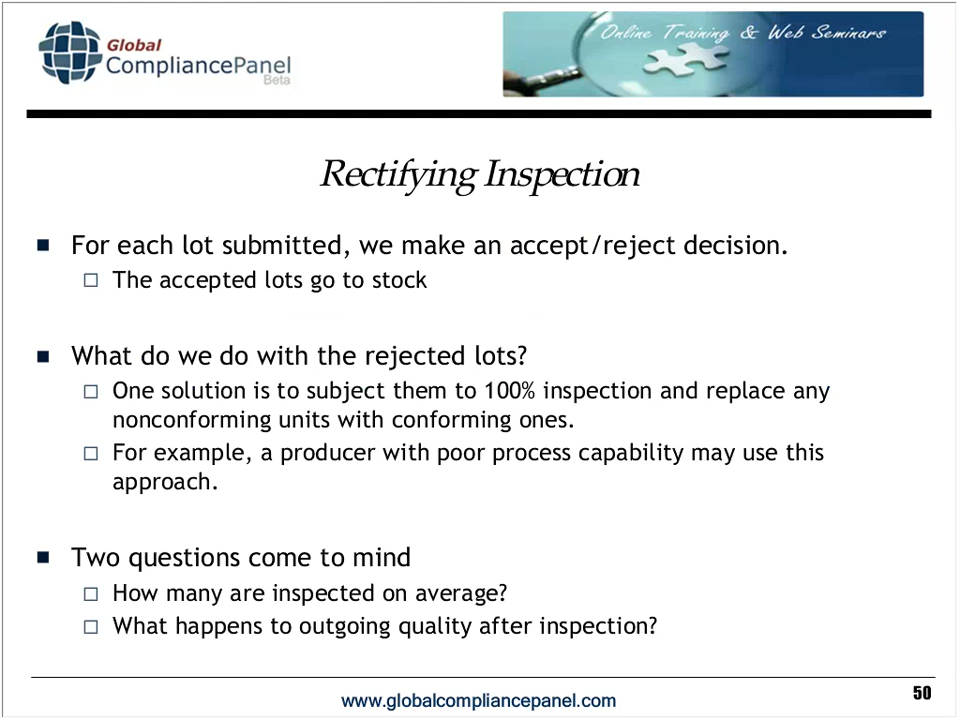 Global
CompliancePanel
Beta
Online Training & Web Seminars
Rectifying Inspection
For each lot submitted, we make an accept/reject decision.
The accepted lots go to stock
What do we do with the rejected lots?
One solution is to subject them to 100% inspection and replace any
nonconforming units with conforming ones.
For example, a producer with poor process capability may use this
approach.
Two questions come to mind
How many are inspected on average?
What happens to outgoing quality after inspection?
www.globalcompliancepanel.com
50